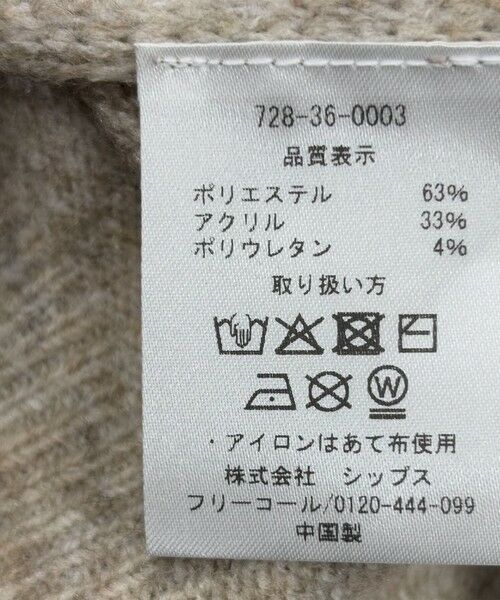 728-36-0003
品質表示
ポリエステル 63%
アクリル 33%
ポリウレタン 4%
取り扱い方
W
・アイロンはあて布使用
株式会社 シップス
フリーコール/0120-444-099
中国製